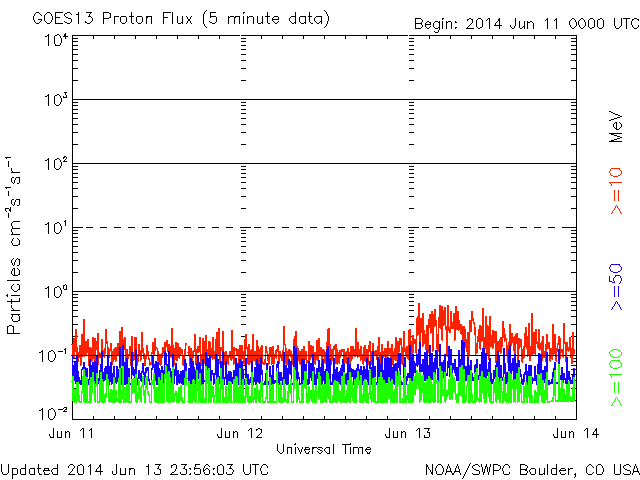 GOES13 Proton Flux (5 minute data)
Begin: 2014 Jun 11 0000 UTC
Particles cm⁻²s⁻¹sr⁻¹
10⁴
10³
10²
10¹
10⁰
10⁻¹
10⁻²
Jun 11
Jun 12
Jun 13
Jun 14
Universal Time
MeV
>=10
>=50
>=100
Updated 2014 Jun 13 23:56:03 UTC
NOAA/SWPC Boulder, CO USA